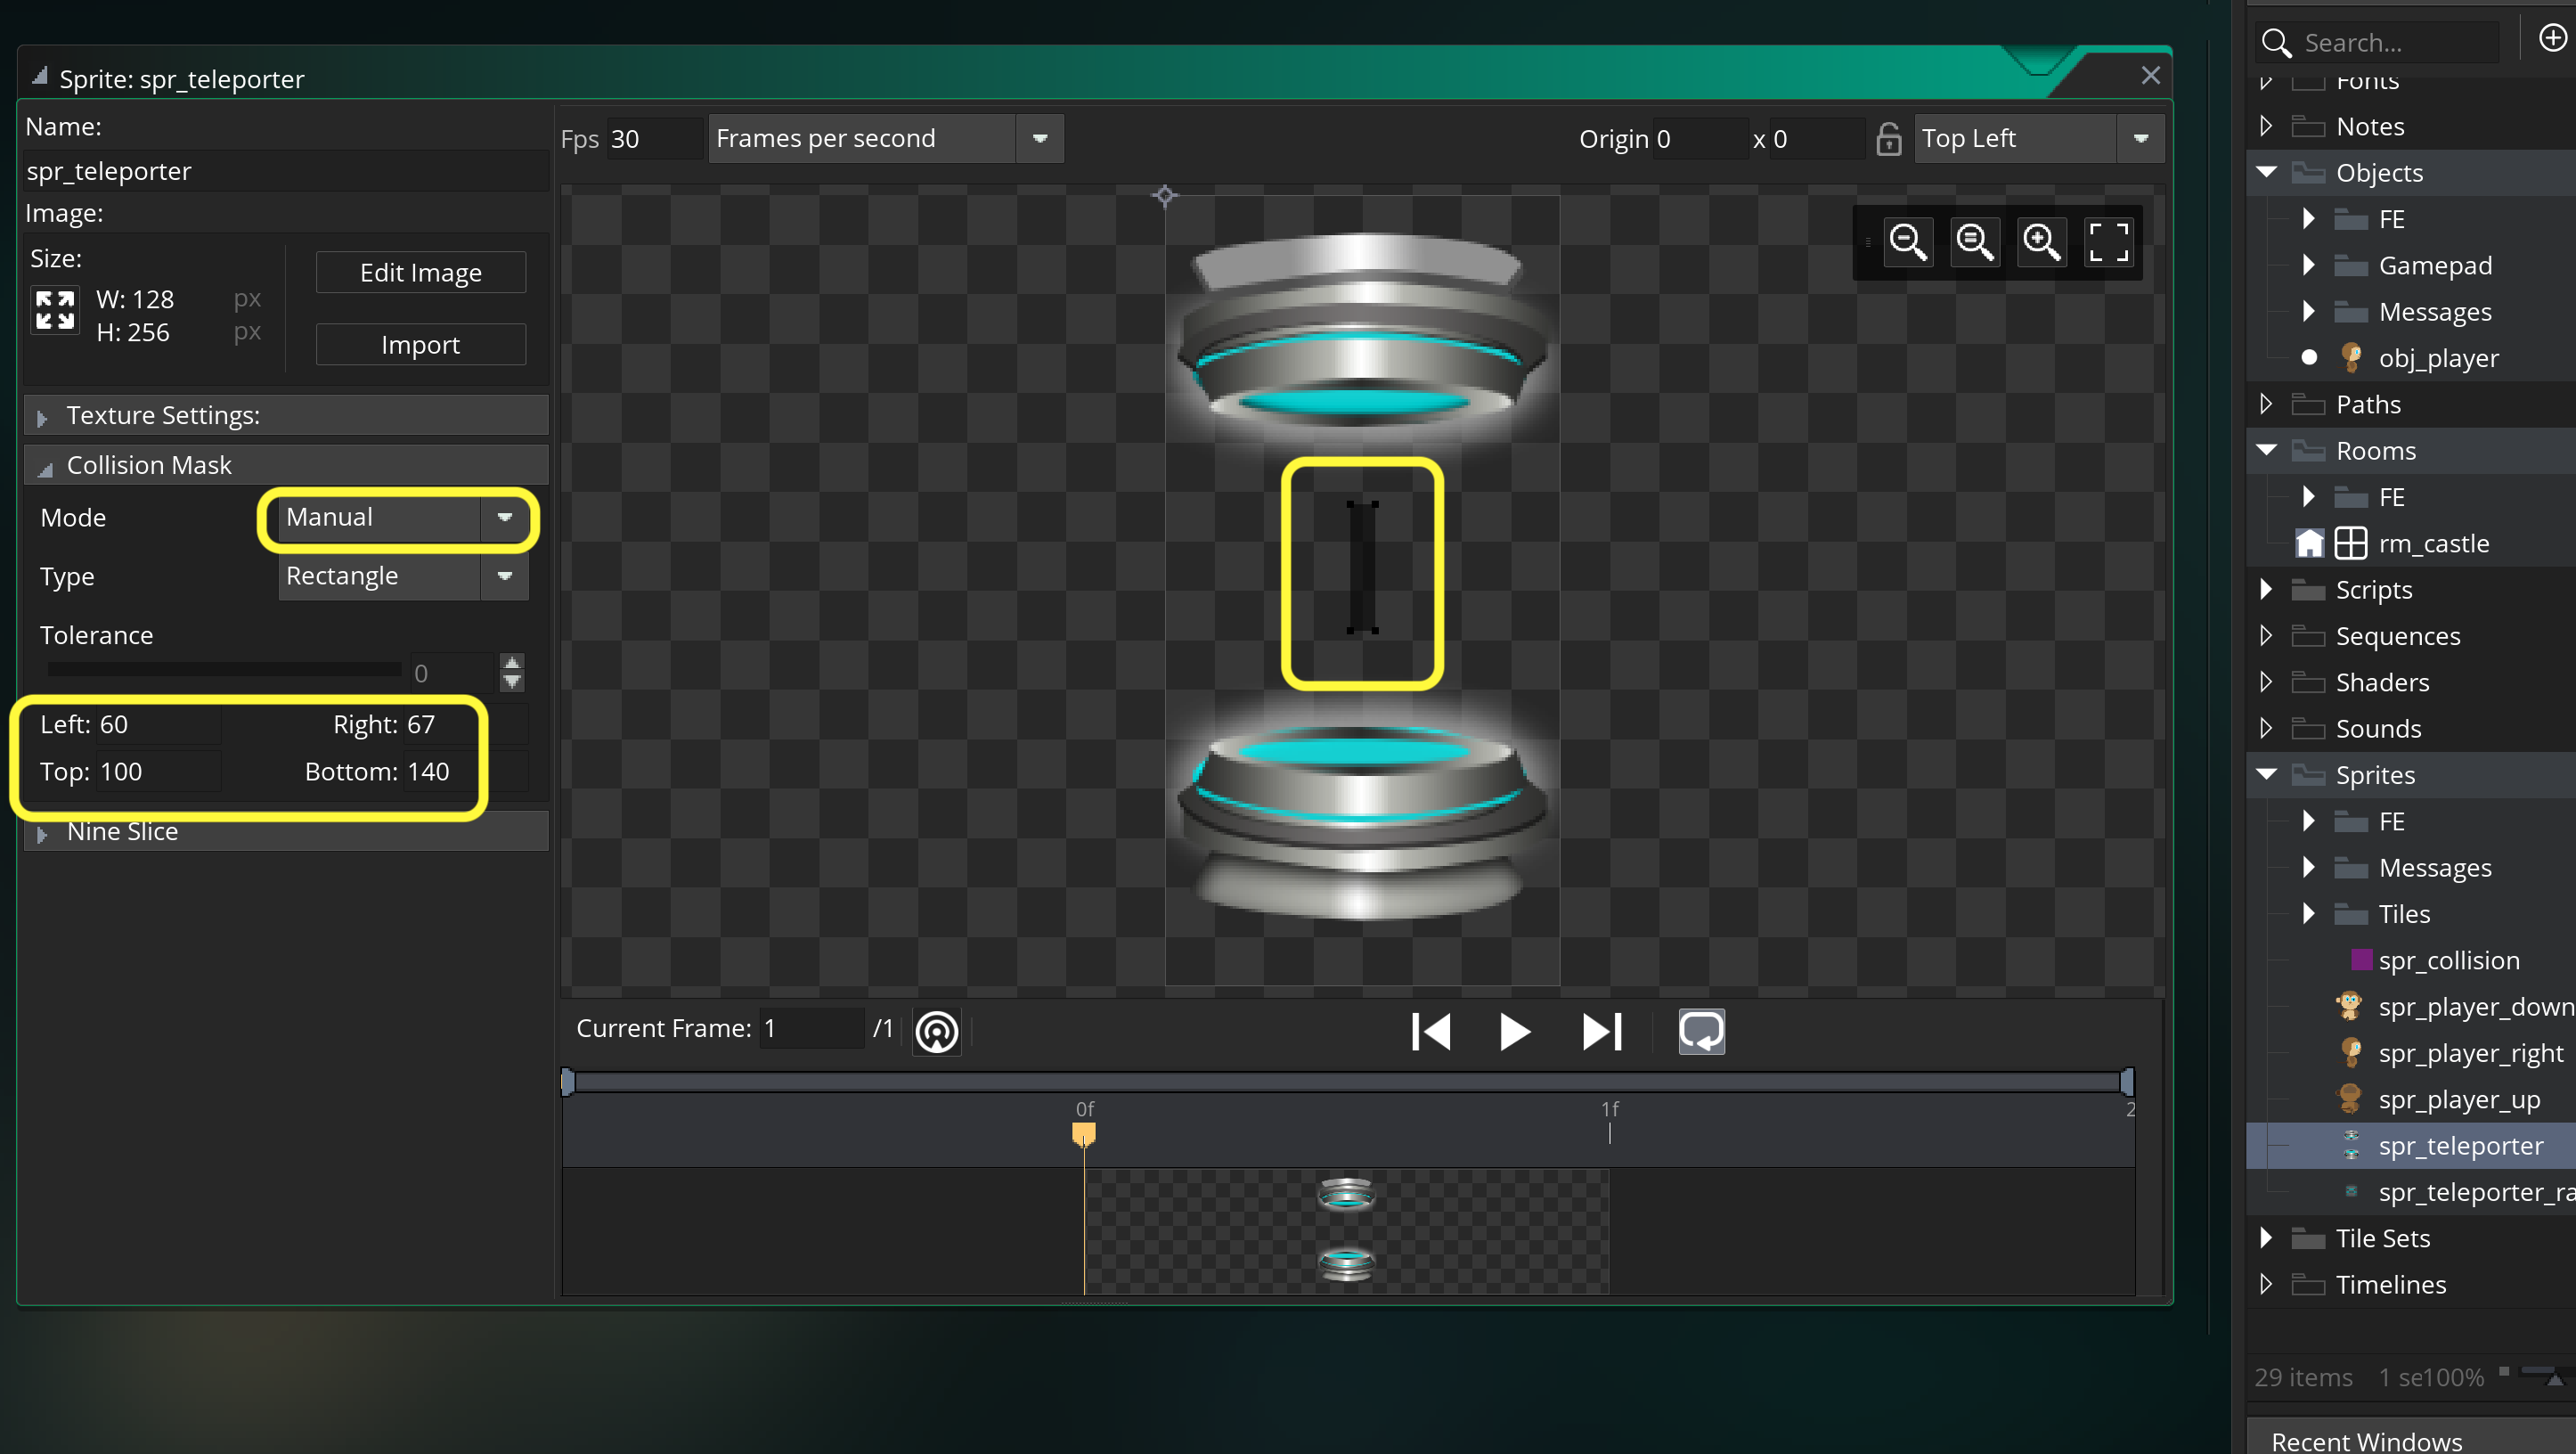 Sprite: spr_teleporter
Name:
spr_teleporter
Image:
Size:
W: 128 px
H: 256 px
Edit Image
Import
Texture Settings:
Collision Mask
Mode Manual
Type Rectangle
Tolerance
0
Left: 60 Right: 67
Top: 100 Bottom: 140
Nine Slice
Fps 30 Frames per second
Origin 0 x 0 Top Left
Current Frame: 1 /1
0f 1f 2
Search...
Fonts
Notes
Objects
FE
Gamepad
Messages
obj_player
Paths
Rooms
FE
rm_castle
Scripts
Sequences
Shaders
Sounds
Sprites
FE
Messages
Tiles
spr_collision
spr_player_down
spr_player_right
spr_player_up
spr_teleporter
spr_teleporter_ra
Tile Sets
Timelines
29 items 1 se100%
Recent Windows